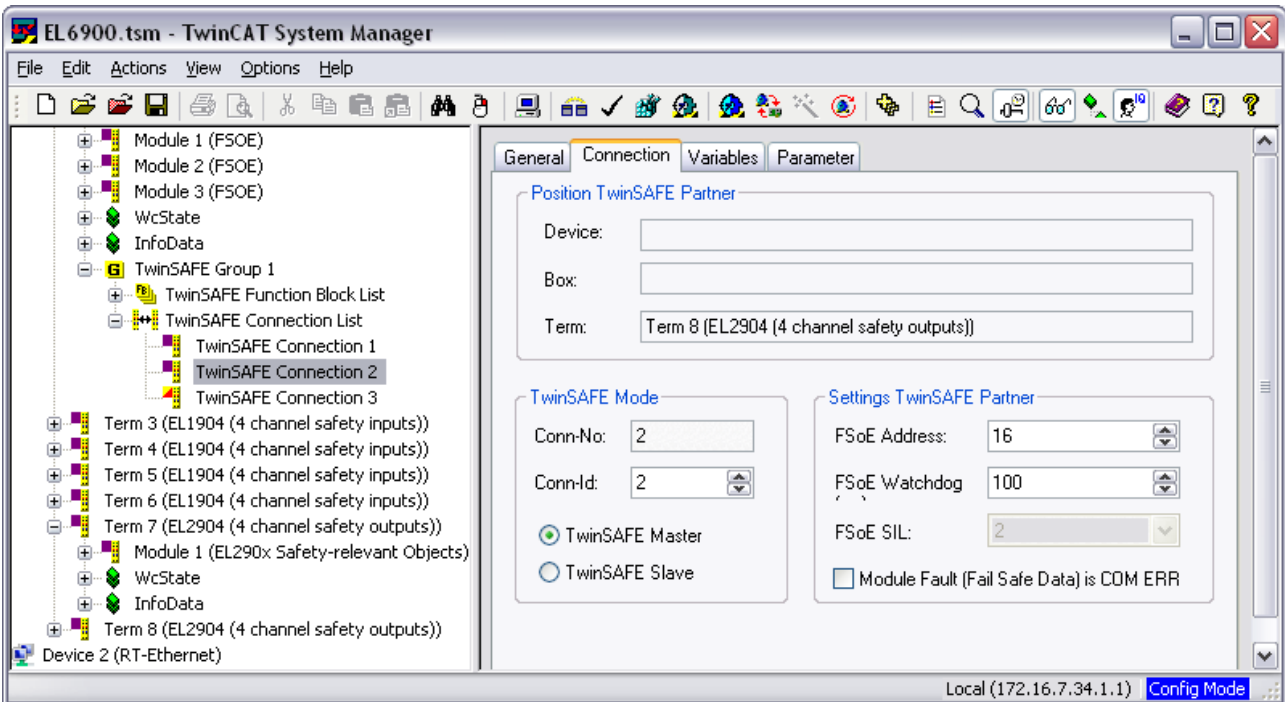 EL6900.tsm - TwinCAT System Manager
File Edit Actions View Options Help
Module 1 (FSOE)
Module 2 (FSOE)
Module 3 (FSOE)
WcState
InfoData
G TwinSAFE Group 1
FB TwinSAFE Function Block List
TwinSAFE Connection List
TwinSAFE Connection 1
TwinSAFE Connection 2
TwinSAFE Connection 3
Term 3 (EL1904 (4 channel safety inputs))
Term 4 (EL1904 (4 channel safety inputs))
Term 5 (EL1904 (4 channel safety inputs))
Term 6 (EL1904 (4 channel safety inputs))
Term 7 (EL2904 (4 channel safety outputs))
Module 1 (EL290x Safety-relevant Objects)
WcState
InfoData
Term 8 (EL2904 (4 channel safety outputs))
Device 2 (RT-Ethernet)
General Connection Variables Parameter
Position TwinSAFE Partner
Device:
Box:
Term: Term 8 (EL2904 (4 channel safety outputs))
TwinSAFE Mode
Conn-No: 2
Conn-Id: 2
TwinSAFE Master
TwinSAFE Slave
Settings TwinSAFE Partner
FSoE Address: 16
FSoE Watchdog 100
FSoE SIL: 2
Module Fault (Fail Safe Data) is COM ERR
Local (172.16.7.34.1.1) Config Mode